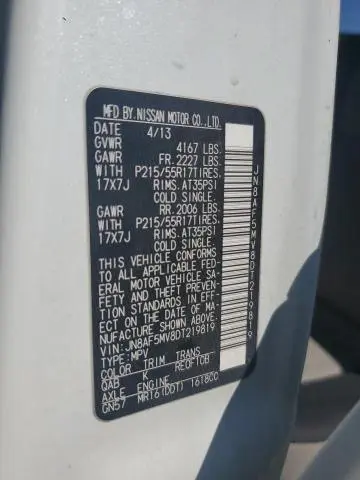 MFD BY.NISSAN MOTOR CO.,LTD.
DATE 4/13
GVWR 4167 LBS.
GAWR FR. 2227 LBS.
WITH P215/55R17TIRES.
17X7J RIMS. AT35PSI
COLD SINGLE.
GAWR RR. 2006 LBS.
WITH P215/55R17TIRES.
17X7J RIMS. AT35PSI
COLD SINGLE.
THIS VEHICLE CONFORMS
TO ALL APPLICABLE FED-
ERAL MOTOR VEHICLE SA-
FETY AND THEFT PREVEN-
TION STANDARDS IN EFF-
ECT ON THE DATE OF MA-
NUFACTURE SHOWN ABOVE.
VIN: JN8AF5MV8DT219819
TYPE: MPV
COLOR TRIM TRANS
QAB K RE0F10B
AXLE ENGINE
GN57 MR16(DDT) 1618CC
JN8AF5MV8DT219819